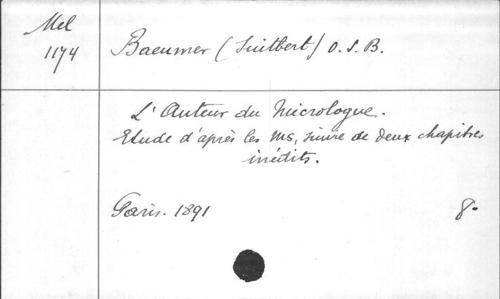 Mel
1174
Baeumer (Suitbert) O. S. B.
L'Auteur du Micrologue.
Etude d'après les ms, suivie de deux chapitres
inédits.
Paris. 1891
8-